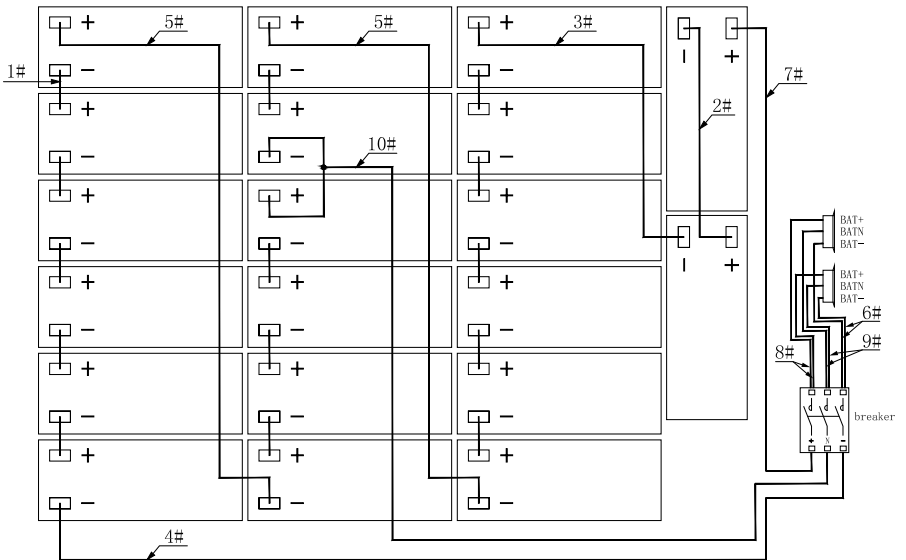 + 5# + 5# + 3#
1# − − − − + 7#
+ + + 2#
− − 10# −
+ + +
− − − − + BAT+
BATN
BAT−
+ + + BAT+
BATN
BAT−
− − − 6#
8# 9#
+ + +
− − − breaker
+ + + + N −
− − −
4#